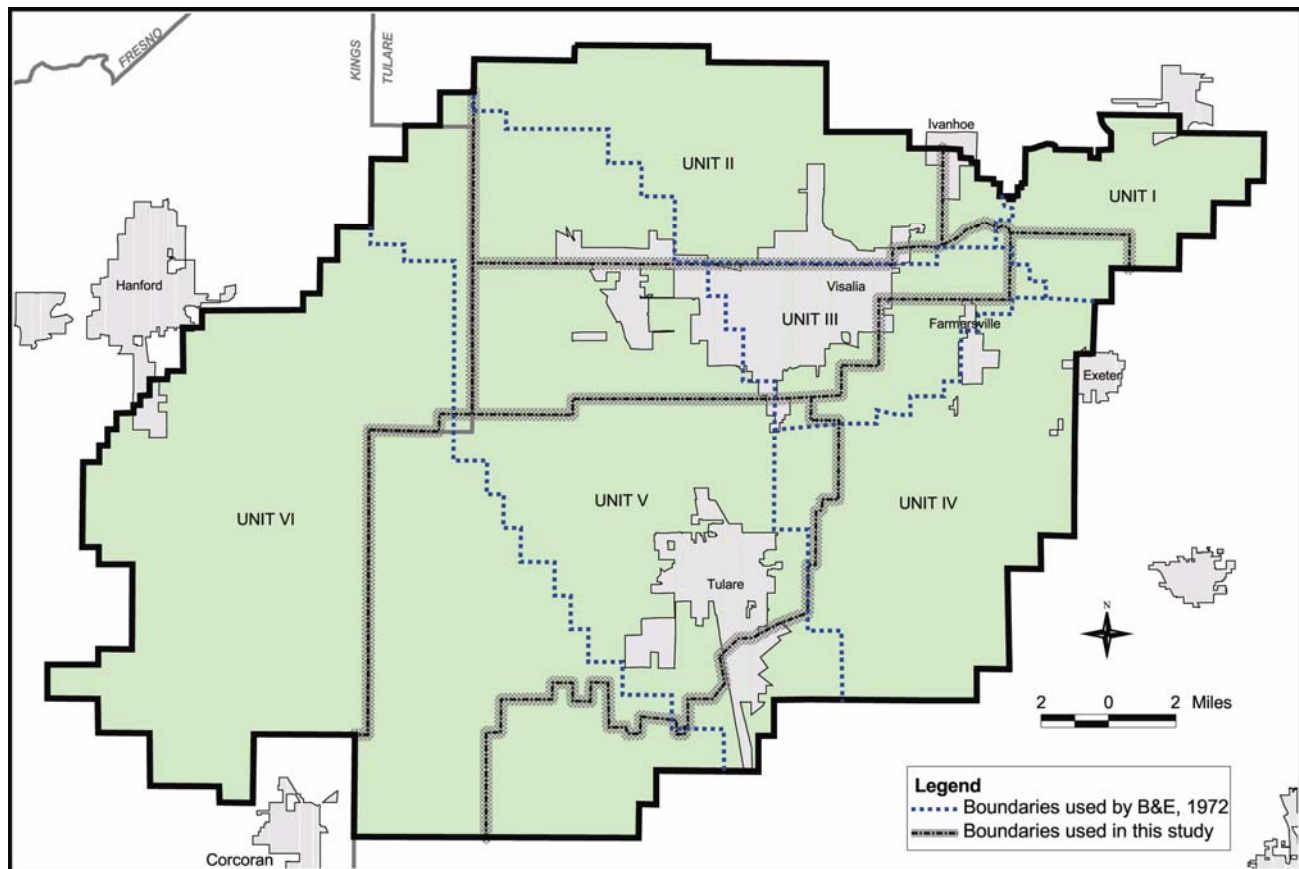 FRESNO
KINGS
TULARE
Ivanhoe
UNIT II
UNIT I
Hanford
Visalia
UNIT III
Farmersville
Exeter
UNIT V
UNIT IV
UNIT VI
Tulare
N
2 0 2 Miles
Legend
Boundaries used by B&E, 1972
Boundaries used in this study
Corcoran